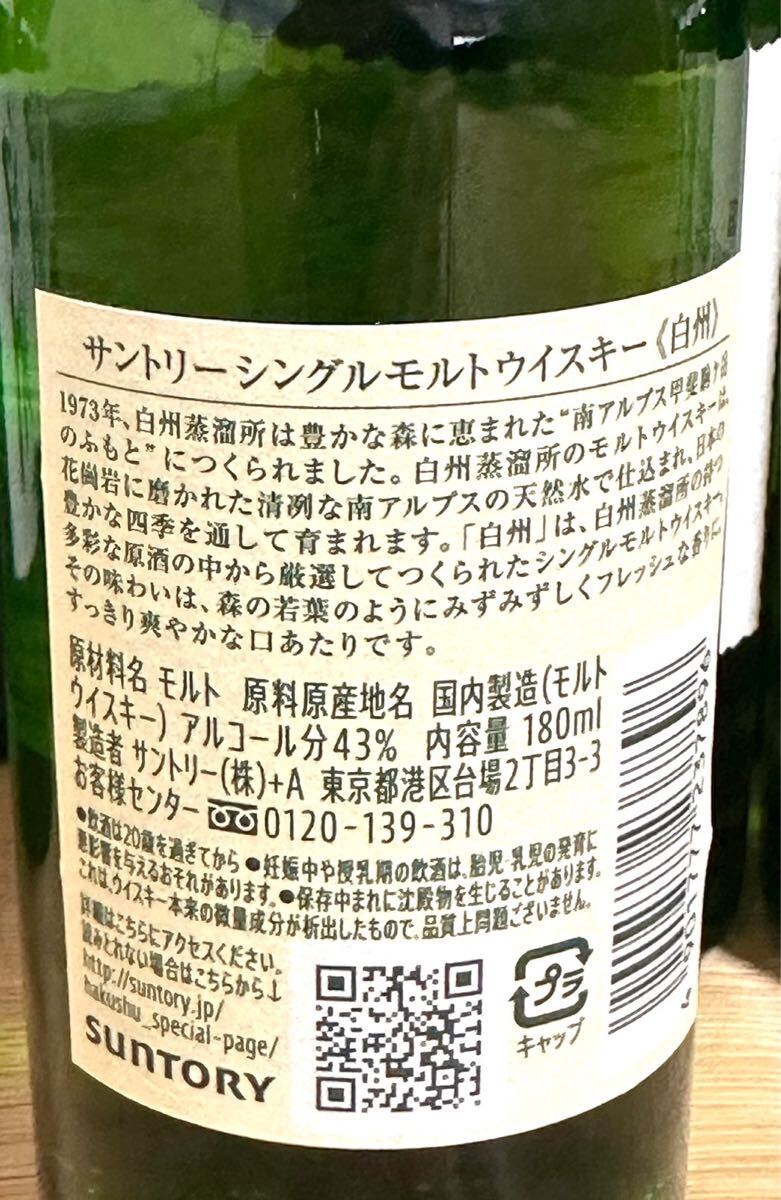 サントリー シングルモルトウイスキー《白州》
1973年、白州蒸溜所は豊かな森に恵まれた“南アルプス甲斐駒ケ岳
のふもと”につくられました。白州蒸溜所のモルトウイスキーは、
花崗岩に磨かれた清冽な南アルプスの天然水で仕込まれ、日本の
豊かな四季を通して育まれます。「白州」は、白州蒸溜所の持つ
多彩な原酒の中から厳選してつくられたシングルモルトウイスキー。
その味わいは、森の若葉のようにみずみずしくフレッシュな香りに、
すっきり爽やかな口あたりです。
原材料名 モルト 原料原産地名 国内製造(モルト
ウイスキー) アルコール分43% 内容量 180ml
製造者 サントリー(株)+A 東京都港区台場2丁目3-3
お客様センター 0120-139-310
●飲酒は20歳を過ぎてから ●妊娠中や授乳期の飲酒は、胎児・乳児の発育に
悪影響を与えるおそれがあります。 ●保存中まれに沈殿物を生じることがあります。
これは、ウイスキー本来の微量成分が析出したもので、品質上問題ございません。
詳細はこちらにアクセスください。
読みとれない場合はこちらから↓
http://suntory.jp/
hakushu_special-page/
SUNTORY
プラ
キャップ